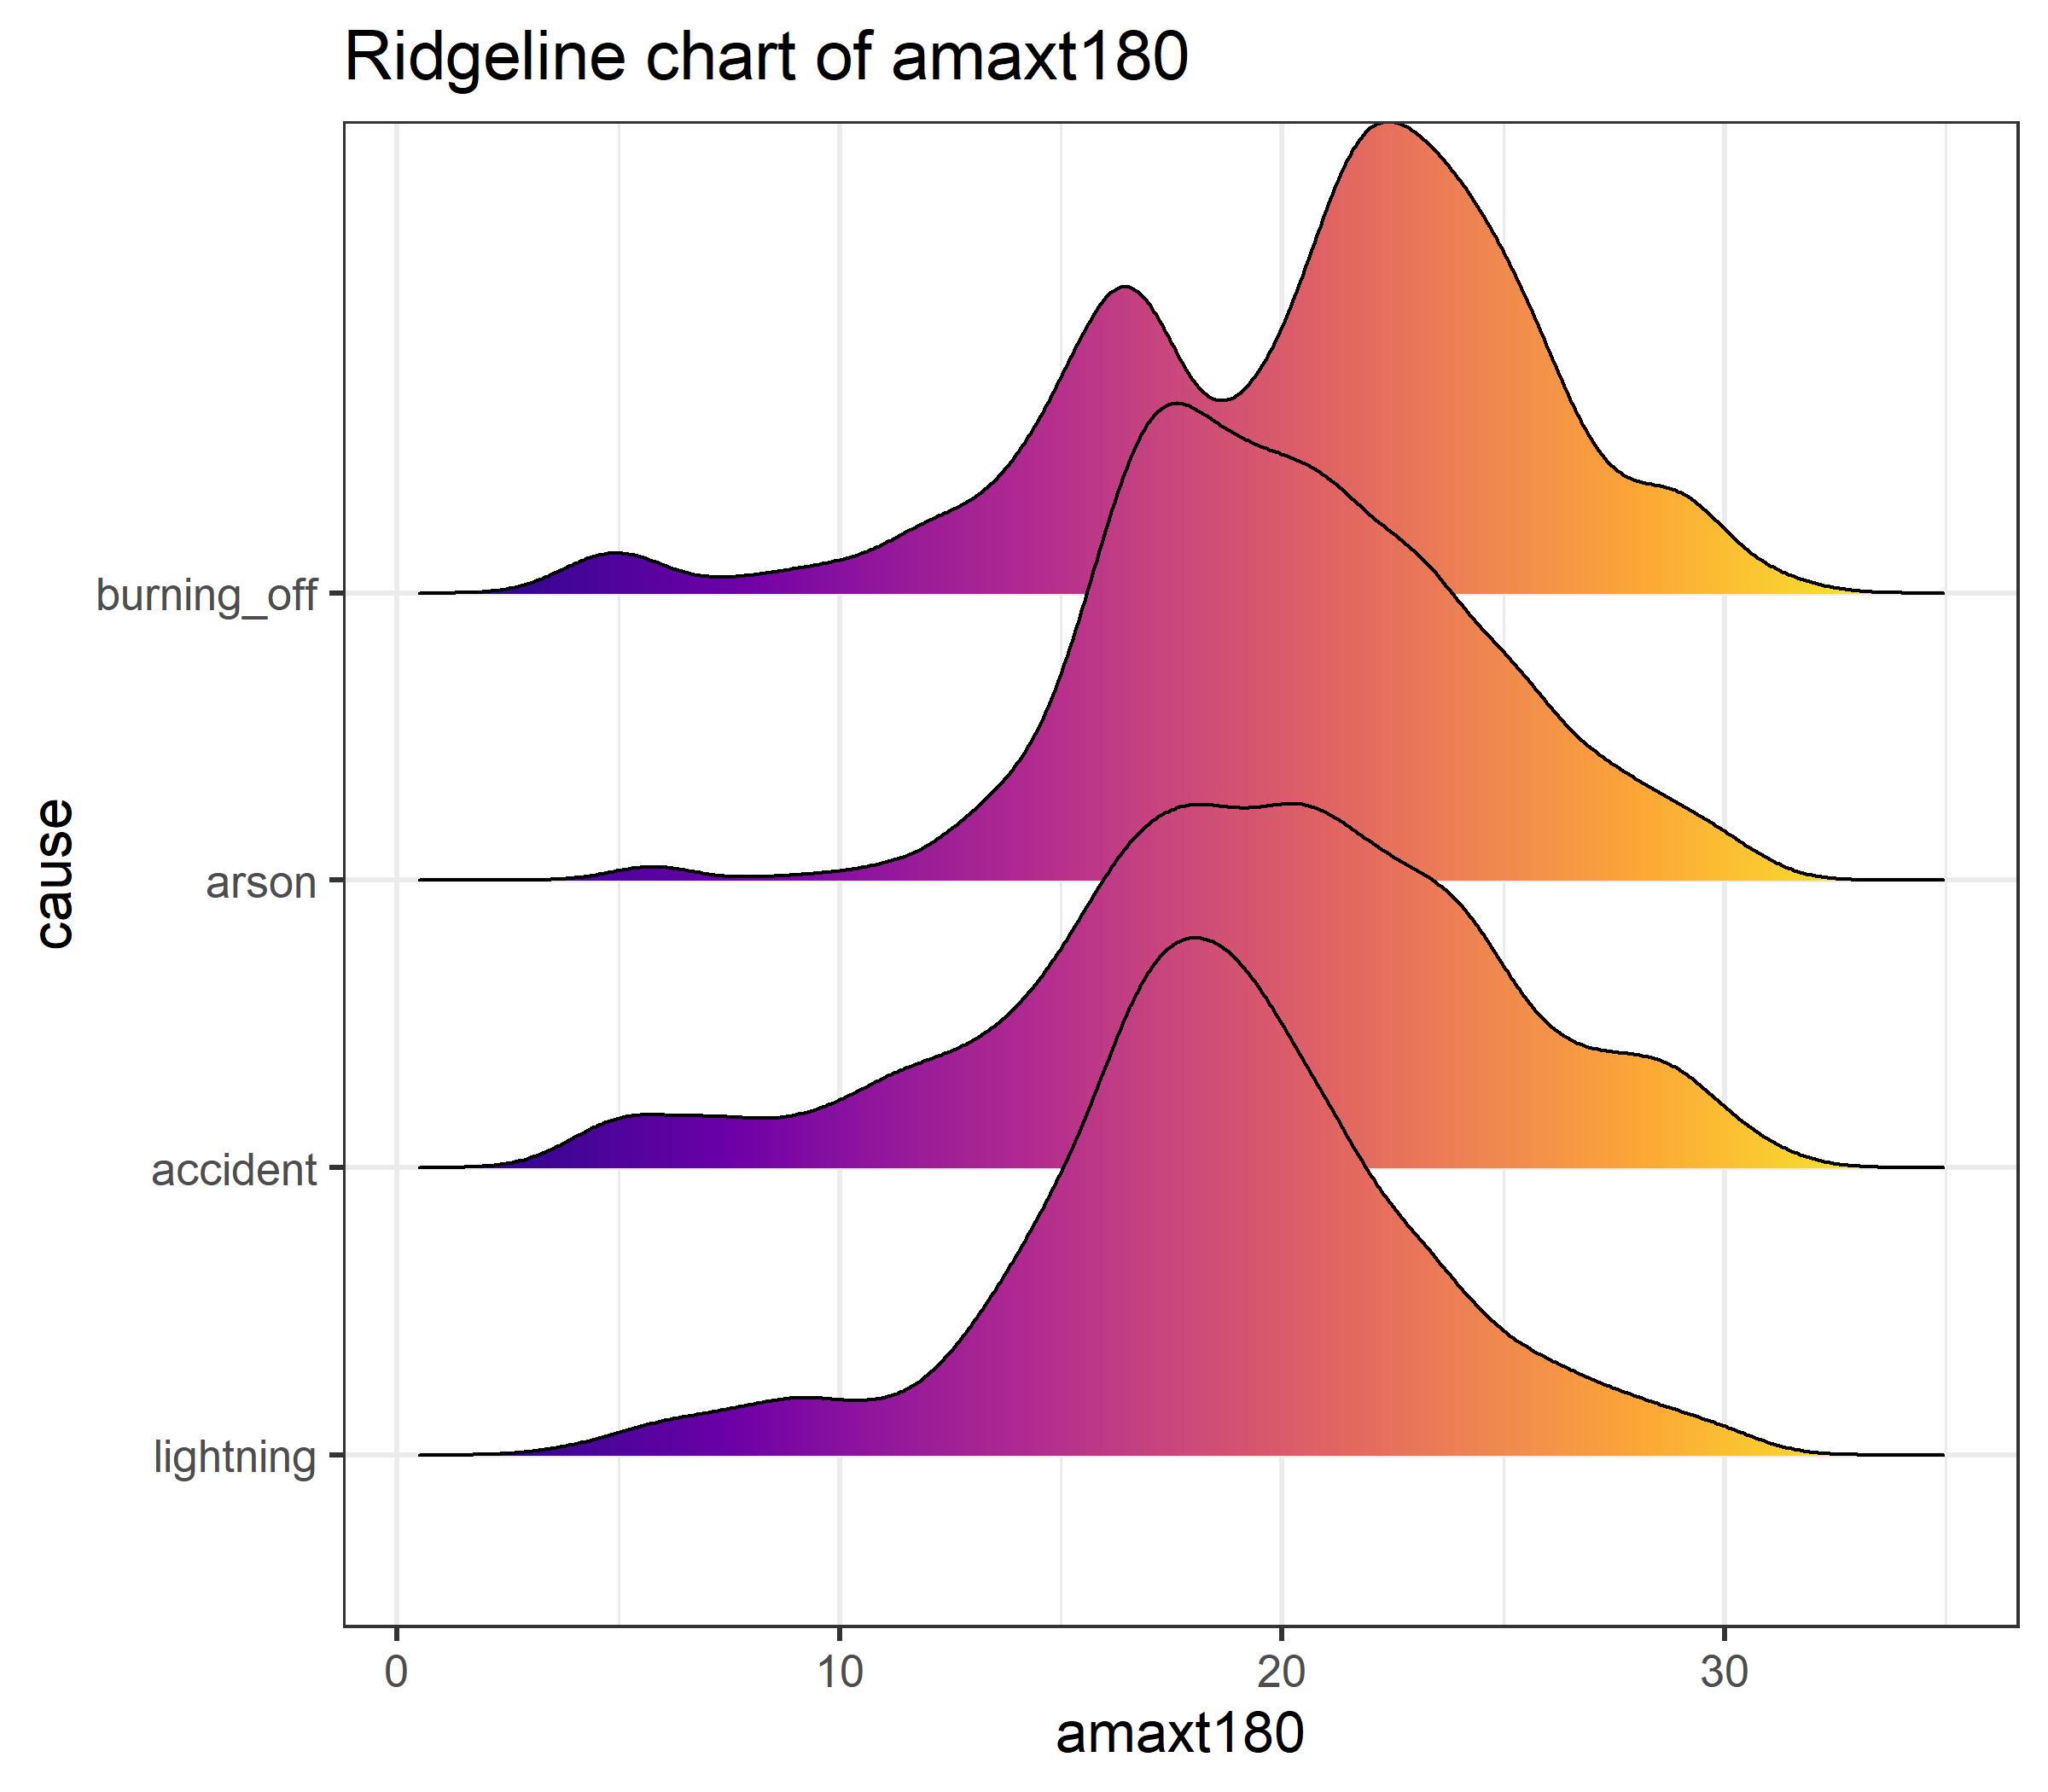 Ridgeline chart of amaxt180
cause
burning_off
arson
accident
lightning
0 10 20 30
amaxt180